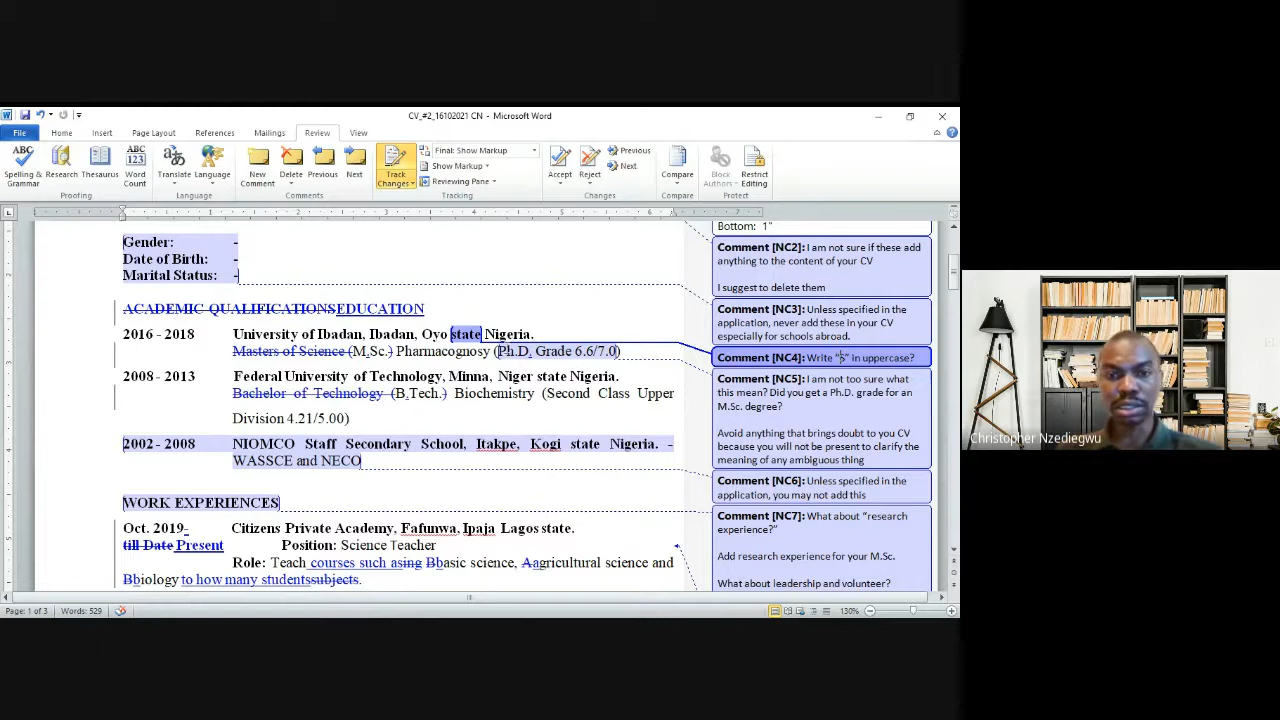 CV_#2_16102021 CN - Microsoft Word
File Home Insert Page Layout References Mailings Review View
Spelling & Grammar Research Thesaurus Word Count Translate Language New Comment Delete Previous Next Track Changes Final: Show Markup Show Markup Reviewing Pane Accept Reject Previous Next Compare Block Authors Restrict Editing
Proofing Language Comments Tracking Changes Compare Protect
1 1 2 3 4 5 6 7
Gender: -
Date of Birth: -
Marital Status: -
ACADEMIC QUALIFICATIONSEDUCATION
2016 - 2018 University of Ibadan, Ibadan, Oyo state Nigeria.
Masters of Science (M.Sc.) Pharmacognosy (Ph.D. Grade 6.6/7.0)
2008 - 2013 Federal University of Technology, Minna, Niger state Nigeria.
Bachelor of Technology (B.Tech.) Biochemistry (Second Class Upper
Division 4.21/5.00)
2002 - 2008 NIOMCO Staff Secondary School, Itakpe, Kogi state Nigeria. -
WASSCE and NECO
WORK EXPERIENCES
Oct. 2019- Citizens Private Academy, Fafunwa, Ipaja Lagos state.
till Date Present Position: Science Teacher
Role: Teach courses such asing Bbasic science, Aagricultural science and
Bbiology to how many studentssubjects.
Bottom: 1"
Comment [NC2]: I am not sure if these add
anything to the content of your CV
I suggest to delete them
Comment [NC3]: Unless specified in the
application, never add these in your CV
especially for schools abroad.
Comment [NC4]: Write "S" in uppercase?
Comment [NC5]: I am not too sure what
this mean? Did you get a Ph.D. grade for an
M.Sc. degree?
Avoid anything that brings doubt to you CV
because you will not be present to clarify the
meaning of any ambiguous thing
Comment [NC6]: Unless specified in the
application, you may not add this
Comment [NC7]: What about "research
experience?"
Add research experience for your M.Sc.
What about leadership and volunteer?
Page: 1 of 3 Words: 529 130%
Christopher Nzediegwu